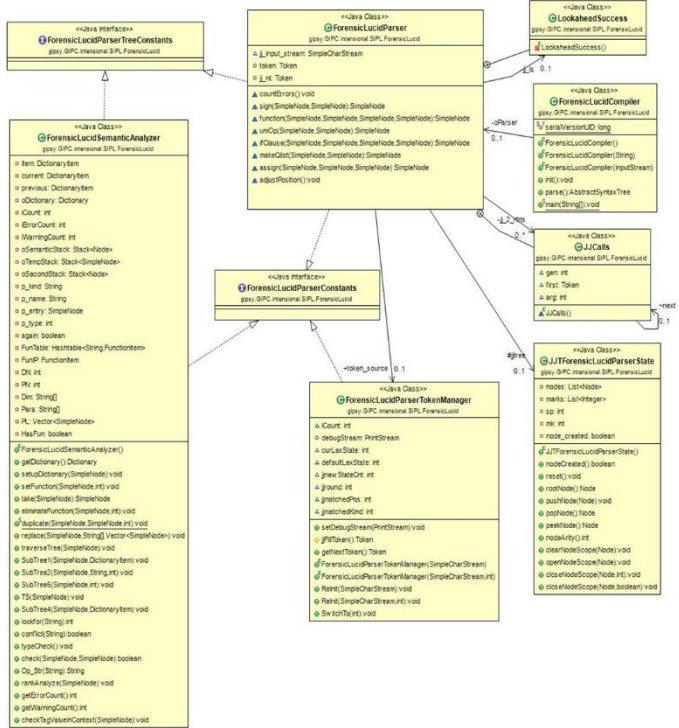 <<Java Interface>>
ForensicLucidParserTreeConstants
gipsy.GIPC.intensional.SIPL.ForensicLucid
<<Java Class>>
ForensicLucidParser
gipsy.GIPC.intensional.SIPL.ForensicLucid
jj_input_stream: SimpleCharStream
token: Token
jj_nt: Token
countErrors():void
sign(SimpleNode,SimpleNode):SimpleNode
function(SimpleNode,SimpleNode,SimpleNode,SimpleNode):SimpleNode
uniOp(SimpleNode,SimpleNode):SimpleNode
ifClause(SimpleNode,SimpleNode,SimpleNode,SimpleNode):SimpleNode
makeQlist(SimpleNode,SimpleNode):SimpleNode
assign(SimpleNode,SimpleNode,SimpleNode):SimpleNode
adjustPosition():void
<<Java Class>>
LookaheadSuccess
gipsy.GIPC.intensional.SIPL.ForensicLucid
LookaheadSuccess()
-jj_ls 0..1
<<Java Class>>
ForensicLucidCompiler
gipsy.GIPC.intensional.SIPL.ForensicLucid
serialVersionUID: long
ForensicLucidCompiler()
ForensicLucidCompiler(String)
ForensicLucidCompiler(InputStream)
init():void
parse():AbstractSyntaxTree
main(String[]):void
-oParser
0..1
-jj_2_rtns
0..*
<<Java Class>>
JJCalls
gipsy.GIPC.intensional.SIPL.ForensicLucid
gen: int
first: Token
arg: int
JJCalls()
~next
0..1
<<Java Class>>
ForensicLucidSemanticAnalyzer
gipsy.GIPC.intensional.SIPL.ForensicLucid
item: DictionaryItem
current: DictionaryItem
previous: DictionaryItem
oDictionary: Dictionary
iCount: int
iErrorCount: int
iWarningCount: int
oSemanticStack: Stack<Node>
oTempStack: Stack<SimpleNode>
oSecondStack: Stack<Node>
p_kind: String
p_name: String
p_entry: SimpleNode
p_type: int
again: boolean
FunTable: Hashtable<String,FunctionItem>
FunIP: FunctionItem
DN: int
PN: int
Dim: String[]
Para: String[]
PL: Vector<SimpleNode>
HasFun: boolean
ForensicLucidSemanticAnalyzer()
getDictionary():Dictionary
setupDictionary(SimpleNode):void
setFunction(SimpleNode,int):void
take(SimpleNode):SimpleNode
eliminateFunction(SimpleNode,int):void
duplicate(SimpleNode,SimpleNode,int):void
replace(SimpleNode,String[],Vector<SimpleNode>):void
traverseTree(SimpleNode):void
SubTree1(SimpleNode,DictionaryItem):void
SubTree2(SimpleNode,String,int):void
SubTree5(SimpleNode,int):void
TS(SimpleNode):void
SubTree4(SimpleNode,DictionaryItem):void
lookfor(String):int
conflict(String):boolean
typeCheck():void
check(SimpleNode,SimpleNode):boolean
Op_Str(String):String
rankAnalyze(SimpleNode):void
getErrorCount():int
getWarningCount():int
checkTagValueInContext(SimpleNode):void
<<Java Interface>>
ForensicLucidParserConstants
gipsy.GIPC.intensional.SIPL.ForensicLucid
+token_source 0..1
<<Java Class>>
ForensicLucidParserTokenManager
gipsy.GIPC.intensional.SIPL.ForensicLucid
iCount: int
debugStream: PrintStream
curLexState: int
defaultLexState: int
jjnewStateCnt: int
jjround: int
jjmatchedPos: int
jjmatchedKind: int
setDebugStream(PrintStream):void
jjFillToken():Token
getNextToken():Token
ForensicLucidParserTokenManager(SimpleCharStream)
ForensicLucidParserTokenManager(SimpleCharStream,int)
ReInit(SimpleCharStream):void
ReInit(SimpleCharStream,int):void
SwitchTo(int):void
#jjtree
0..1
<<Java Class>>
JJTForensicLucidParserState
gipsy.GIPC.intensional.SIPL.ForensicLucid
nodes: List<Node>
marks: List<Integer>
sp: int
mk: int
node_created: boolean
JJTForensicLucidParserState()
nodeCreated():boolean
reset():void
rootNode():Node
pushNode(Node):void
popNode():Node
peekNode():Node
nodeArity():int
clearNodeScope(Node):void
openNodeScope(Node):void
closeNodeScope(Node,int):void
closeNodeScope(Node,boolean):void